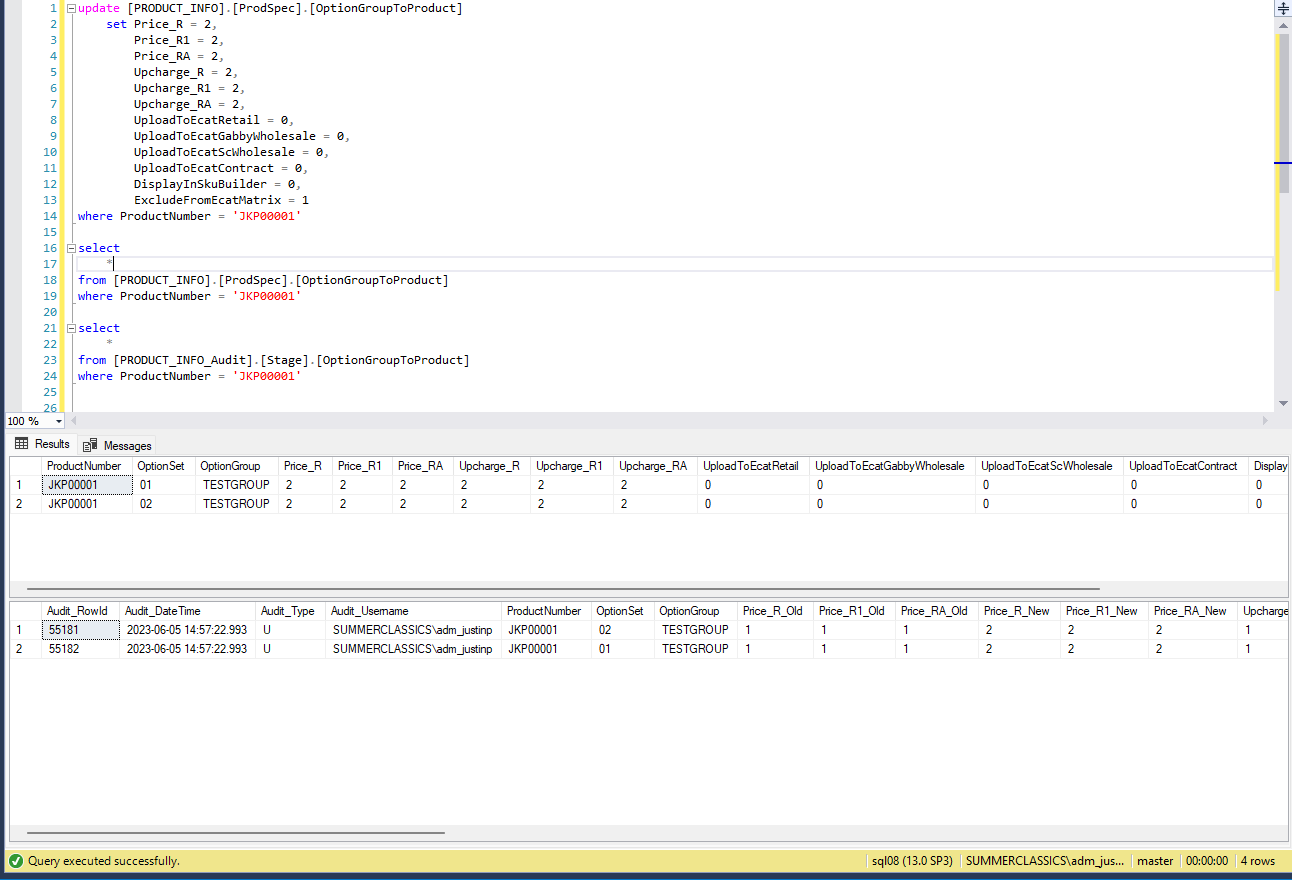 1 update [PRODUCT_INFO].[ProdSpec].[OptionGroupToProduct]
2 set Price_R = 2,
3 Price_R1 = 2,
4 Price_RA = 2,
5 Upcharge_R = 2,
6 Upcharge_R1 = 2,
7 Upcharge_RA = 2,
8 UploadToEcatRetail = 0,
9 UploadToEcatGabbyWholesale = 0,
10 UploadToEcatScWholesale = 0,
11 UploadToEcatContract = 0,
12 DisplayInSkuBuilder = 0,
13 ExcludeFromEcatMatrix = 1
14 where ProductNumber = 'JKP00001'
15
16 select
17 *
18 from [PRODUCT_INFO].[ProdSpec].[OptionGroupToProduct]
19 where ProductNumber = 'JKP00001'
20
21 select
22 *
23 from [PRODUCT_INFO_Audit].[Stage].[OptionGroupToProduct]
24 where ProductNumber = 'JKP00001'
25
26
100 %
Results Messages
ProductNumber OptionSet OptionGroup Price_R Price_R1 Price_RA Upcharge_R Upcharge_R1 Upcharge_RA UploadToEcatRetail UploadToEcatGabbyWholesale UploadToEcatScWholesale UploadToEcatContract Display
1 JKP00001 01 TESTGROUP 2 2 2 2 2 2 0 0 0 0 0
2 JKP00001 02 TESTGROUP 2 2 2 2 2 2 0 0 0 0 0
Audit_RowId Audit_DateTime Audit_Type Audit_Username ProductNumber OptionSet OptionGroup Price_R_Old Price_R1_Old Price_RA_Old Price_R_New Price_R1_New Price_RA_New Upcharge
1 55181 2023-06-05 14:57:22.993 U SUMMERCLASSICS\adm_justinp JKP00001 02 TESTGROUP 1 1 1 2 2 2 1
2 55182 2023-06-05 14:57:22.993 U SUMMERCLASSICS\adm_justinp JKP00001 01 TESTGROUP 1 1 1 2 2 2 1
Query executed successfully. sql08 (13.0 SP3) SUMMERCLASSICS\adm_jus... master 00:00:00 4 rows